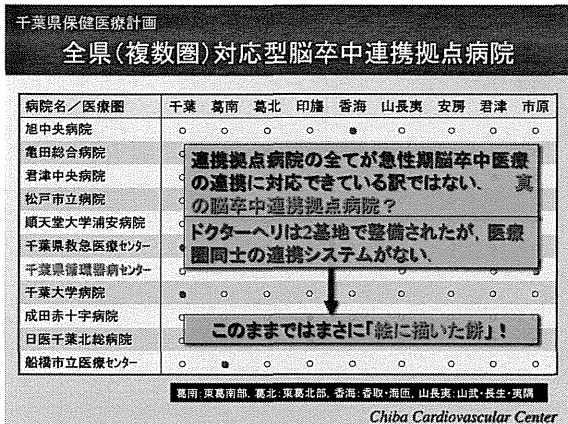 千葉県保健医療計画
全県(複数圏)対応型脳卒中連携拠点病院
病院名/医療圏 千葉 葛南 葛北 印旛 香海 山長夷 安房 君津 市原
旭中央病院 ○ ○ ○ ○ ● ○ ○ ○ ○
亀田総合病院
君津中央病院
松戸市立病院
順天堂大学浦安病院
千葉県救急医療センター
千葉県循環器病センター
千葉大学病院 ● ○ ○ ○ ○ ○ ○ ○ ○
成田赤十字病院
日医千葉北総病院
船橋市立医療センター ○ ● ○ ○ ○ ○ ○ ○ ○
連携拠点病院の全てが急性期脳卒中医療
の連携に対応できている訳ではない. 真
の脳卒中連携拠点病院?
ドクターヘリは2基地で整備されたが, 医療
圏同士の連携システムがない.
このままではまさに「絵に描いた餅」!
葛南:東葛南部, 葛北:東葛北部, 香海:香取・海匝, 山長夷:山武・長生・夷隅
Chiba Cardiovascular Center